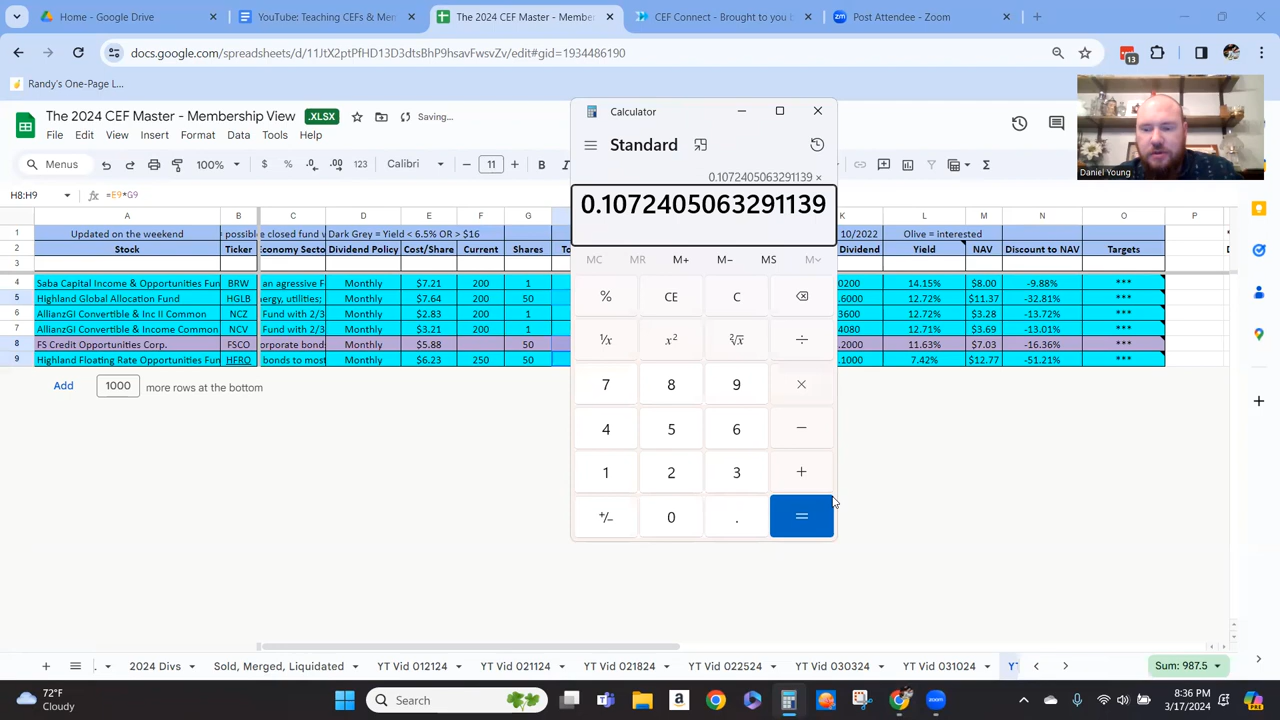 Home - Google Drive
YouTube: Teaching CEFs & Me
The 2024 CEF Master - Membe
CEF Connect - Brought to you b
Post Attendee - Zoom
docs.google.com/spreadsheets/d/11JtX2ptPfHD13D3dtsBhP9hsavFwsvZv/edit#gid=1934486190
13
Randy's One-Page L...
The 2024 CEF Master - Membership View
.XLSX
Saving...
File Edit View Insert Format Data Tools Help
Menus
100%
$ % .0 .00 123
Calibri
11
B
H8:H9
=E9*G9
Calculator
Standard
0.1072405063291139 ×
0.1072405063291139
MC MR M+ M− MS M
% CE C
7 8 9 ×
4 5 6 −
1 2 3 +
+/− 0 . =
Daniel Young
A B C D E F G K L M N O P
1 Updated on the weekend possible e closed fund v Dark Grey = Yield < 6.5% OR > $16 10/2022 Olive = interested
2 Stock Ticker conomy Secto Dividend Policy Cost/Share Current Shares To Dividend Yield NAV Discount to NAV Targets
3
4 Saba Capital Income & Opportunities Fun BRW an agressive F Monthly $7.21 200 1 0200 14.15% $8.00 -9.88% ***
5 Highland Global Allocation Fund HGLB ergy, utilities; Monthly $7.64 200 50 .6000 12.72% $11.37 -32.81% ***
6 AllianzGI Convertible & Inc II Common NCZ Fund with 2/3 Monthly $2.83 200 1 3600 12.72% $3.28 -13.72% ***
7 AllianzGI Convertible & Income Common NCV Fund with 2/3 Monthly $3.21 200 1 4080 12.71% $3.69 -13.01% ***
8 FS Credit Opportunities Corp. FSCO orporate bond Monthly $5.88 50 .2000 11.63% $7.03 -16.36% ***
9 Highland Floating Rate Opportunities Fun HFRO bonds to most Monthly $6.23 250 50 .1000 7.42% $12.77 -51.21% ***
Add 1000 more rows at the bottom
2024 Divs
Sold, Merged, Liquidated
YT Vid 012124
YT Vid 021124
YT Vid 021824
YT Vid 022524
YT Vid 030324
YT Vid 031024
Sum: 987.5
72°F
Cloudy
Search
8:36 PM
3/17/2024